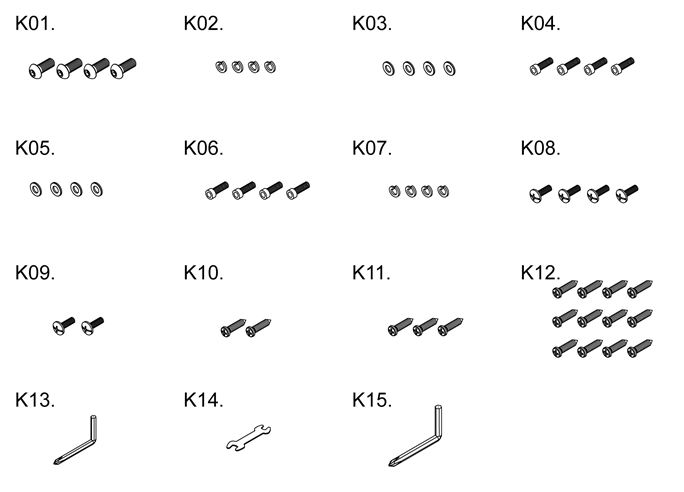 K01. K02. K03. K04.
K05. K06. K07. K08.
K09. K10. K11. K12.
K13. K14. K15.